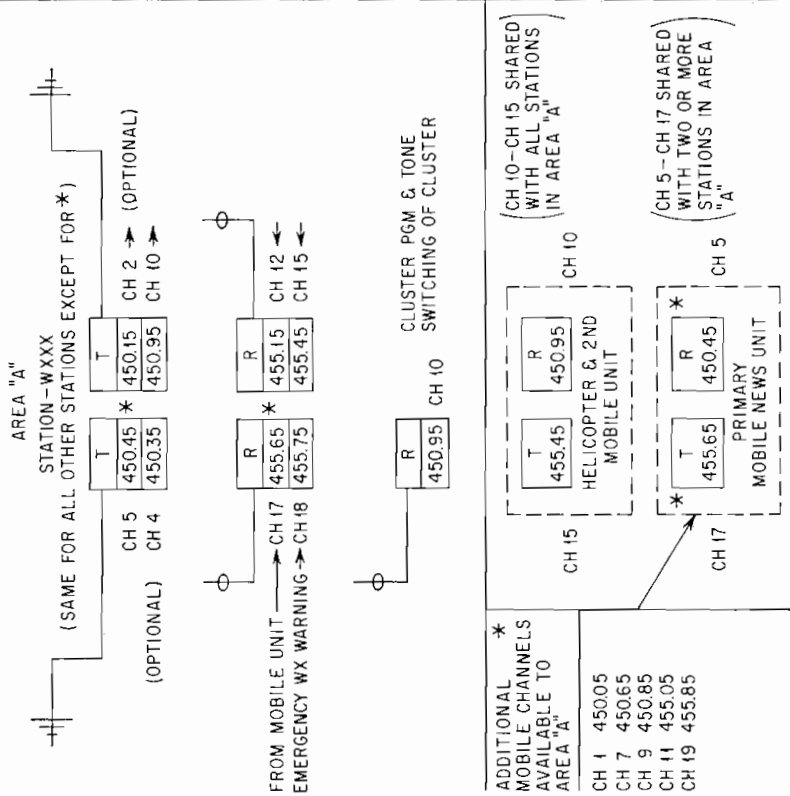 AREA "A"
STATION-WXXX
(SAME FOR ALL OTHER STATIONS EXCEPT FOR *)
T
T
CH 5 450.45 * 450.15 CH 2 → (OPTIONAL)
(OPTIONAL) CH 4 450.35 450.95 CH 10 →
R
R
FROM MOBILE UNIT → CH 17 455.65 * 455.15 CH 12 ←
EMERGENCY WX WARNING → CH 18 455.75 455.45 CH 15 ←
R
450.95 CH 10
CLUSTER PGM & TONE
SWITCHING OF CLUSTER
ADDITIONAL *
MOBILE CHANNELS
AVAILABLE TO
AREA "A"
CH 1 450.05
CH 7 450.65
CH 9 450.85
CH 11 455.05
CH 19 455.85
CH 15
T
455.45
R
450.95
CH 10
HELICOPTER & 2ND
MOBILE UNIT
(CH 10-CH 15 SHARED
WITH ALL STATIONS
IN AREA "A")
CH 17
* T
455.65
R *
450.45
CH 5
PRIMARY
MOBILE NEWS UNIT
(CH 5-CH 17 SHARED
WITH TWO OR MORE
STATIONS IN AREA
"A")